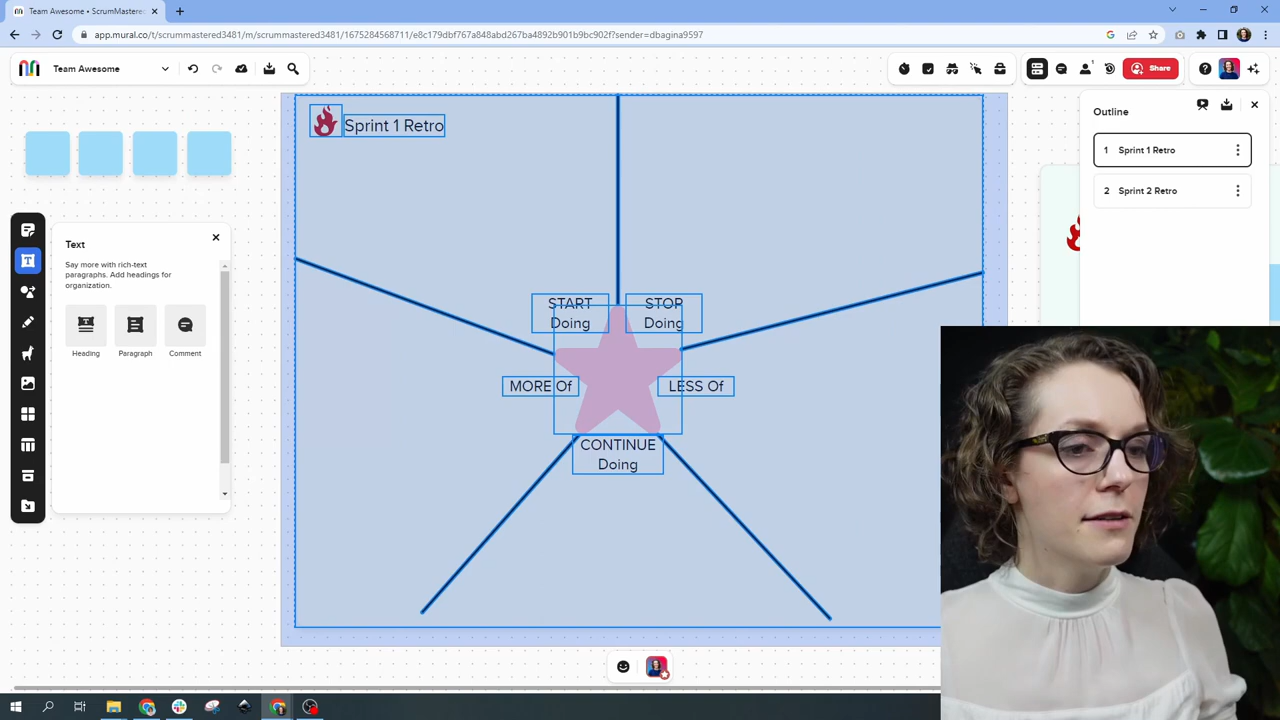 Team Awesome • ScrumMastere
app.mural.co/t/scrummastered3481/m/scrummastered3481/1675284568711/e8c179dbf767a848abd267ba4892b901b9bc902f?sender=dbagina9597
Team Awesome
Share
Outline
1 Sprint 1 Retro
2 Sprint 2 Retro
Sprint 1 Retro
Text
Say more with rich-text
paragraphs. Add headings for
organization.
Heading
Paragraph
Comment
START
Doing
STOP
Doing
MORE Of
LESS Of
CONTINUE
Doing